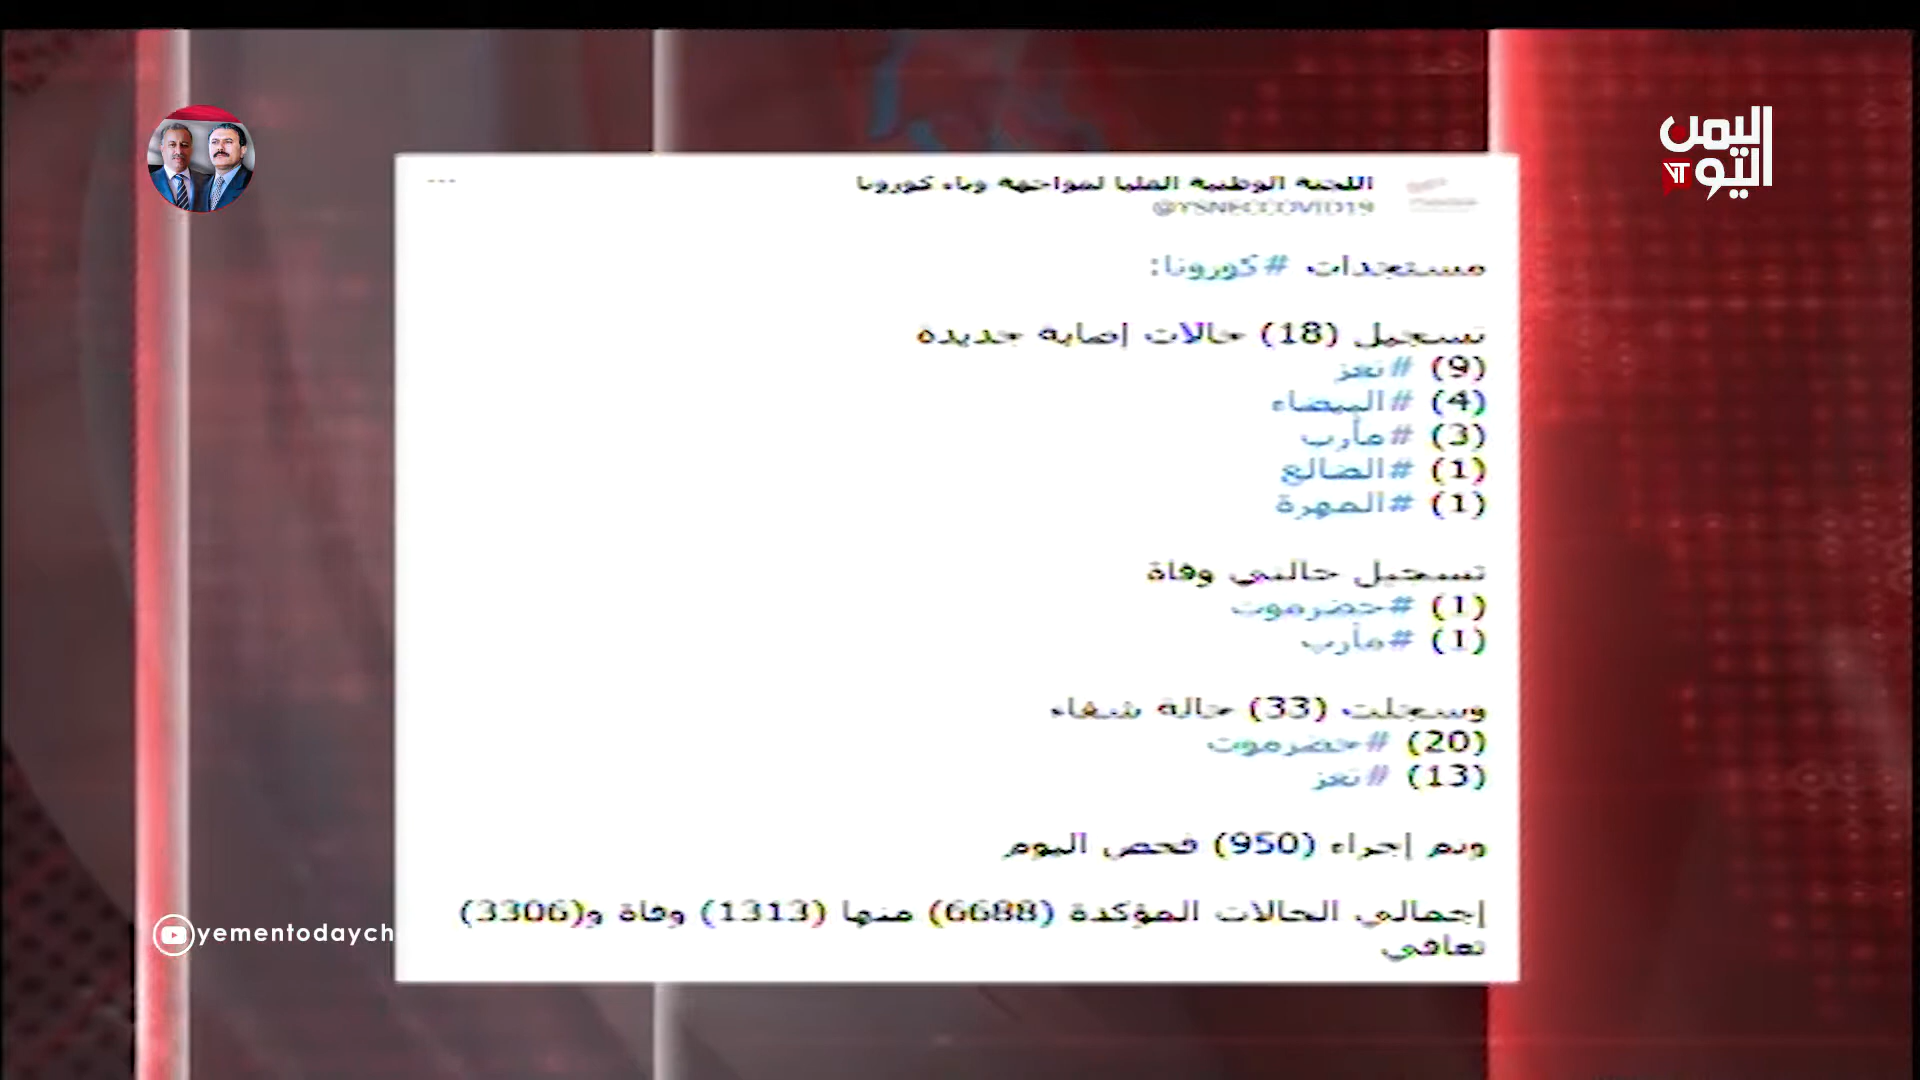 اليمن
اليوم
YT
اللجنة الوطنية العليا لمواجهة وباء كورونا
@YSNECCOVID19
مستجدات #كورونا:
تسجيل (18) حالات إصابة جديدة
(9) #تعز
(4) #البيضاء
(3) #مأرب
(1) #الضالع
(1) #المهرة
تسجيل حالتي وفاة
(1) #حضرموت
(1) #مأرب
وسجلت (33) حالة شفاء
(20) #حضرموت
(13) #تعز
وتم إجراء (950) فحص اليوم
إجمالي الحالات المؤكدة (6688) منها (1313) وفاة و(3306)
تعافي
yementodaych